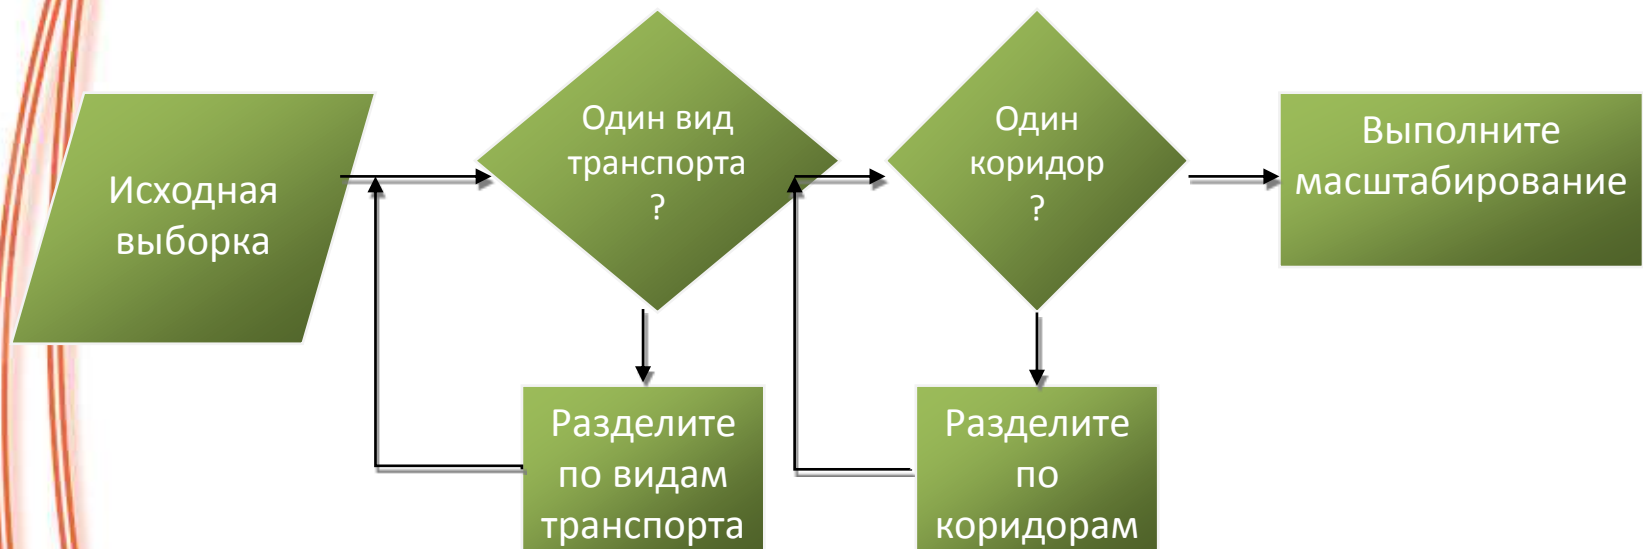 Исходная
выборка
Один вид
транспорта
?
Разделите
по видам
транспорта
Один
коридор
?
Разделите
по
коридорам
Выполните
масштабирование